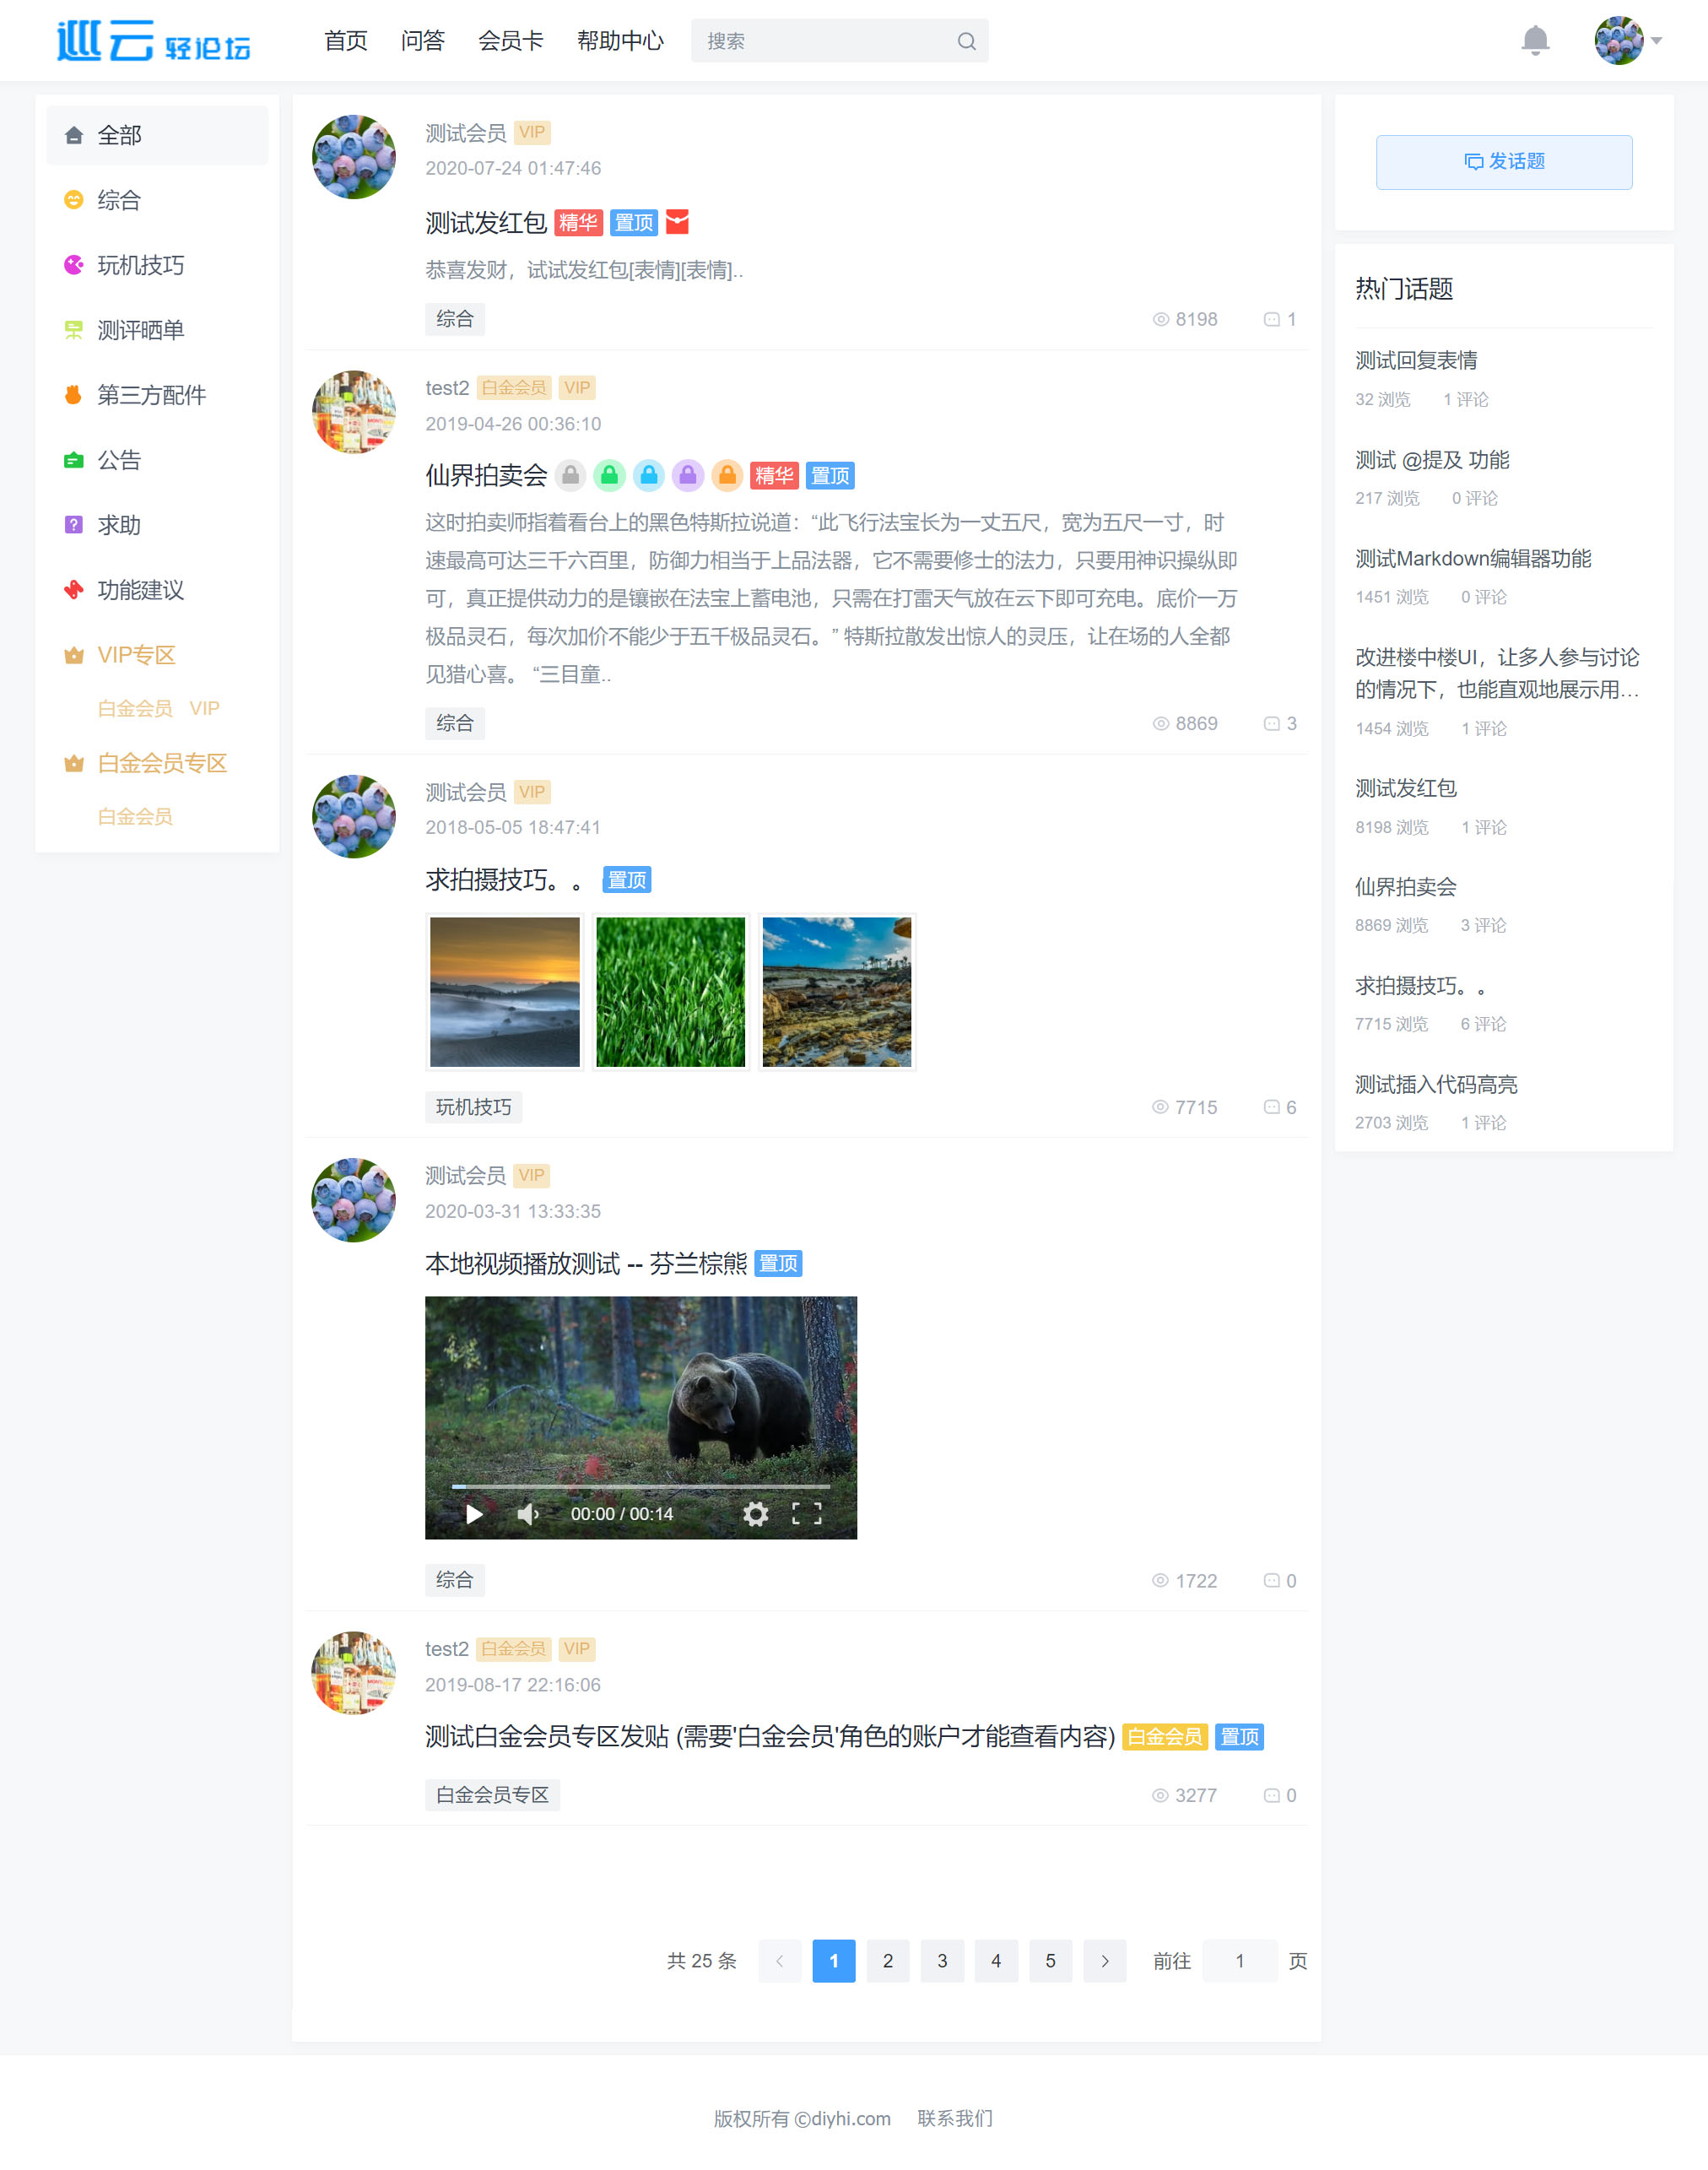 巡云 轻论坛
首页 问答 会员卡 帮助中心 搜索
全部
综合
玩机技巧
测评晒单
第三方配件
公告
求助
功能建议
VIP专区
白金会员 VIP
白金会员专区
白金会员
测试会员 VIP
2020-07-24 01:47:46
测试发红包 精华 置顶
恭喜发财，试试发红包[表情][表情]..
综合 8198 1
test2 白金会员 VIP
2019-04-26 00:36:10
仙界拍卖会 精华 置顶
这时拍卖师指着看台上的黑色特斯拉说道：“此飞行法宝长为一丈五尺，宽为五尺一寸，时
速最高可达三千六百里，防御力相当于上品法器，它不需要修士的法力，只要用神识操纵即
可，真正提供动力的是镶嵌在法宝上蓄电池，只需在打雷天气放在云下即可充电。底价一万
极品灵石，每次加价不能少于五千极品灵石。” 特斯拉散发出惊人的灵压，让在场的人全都
见猎心喜。 “三目童..
综合 8869 3
测试会员 VIP
2018-05-05 18:47:41
求拍摄技巧。。 置顶
玩机技巧 7715 6
测试会员 VIP
2020-03-31 13:33:35
本地视频播放测试 -- 芬兰棕熊 置顶
00:00 / 00:14
综合 1722 0
test2 白金会员 VIP
2019-08-17 22:16:06
测试白金会员专区发贴 (需要'白金会员'角色的账户才能查看内容) 白金会员 置顶
白金会员专区 3277 0
共 25 条 1 2 3 4 5 前往 1 页
发话题
热门话题
测试回复表情
32 浏览 1 评论
测试 @提及 功能
217 浏览 0 评论
测试Markdown编辑器功能
1451 浏览 0 评论
改进楼中楼UI，让多人参与讨论
的情况下，也能直观地展示用…
1454 浏览 1 评论
测试发红包
8198 浏览 1 评论
仙界拍卖会
8869 浏览 3 评论
求拍摄技巧。。
7715 浏览 6 评论
测试插入代码高亮
2703 浏览 1 评论
版权所有 ©diyhi.com 联系我们